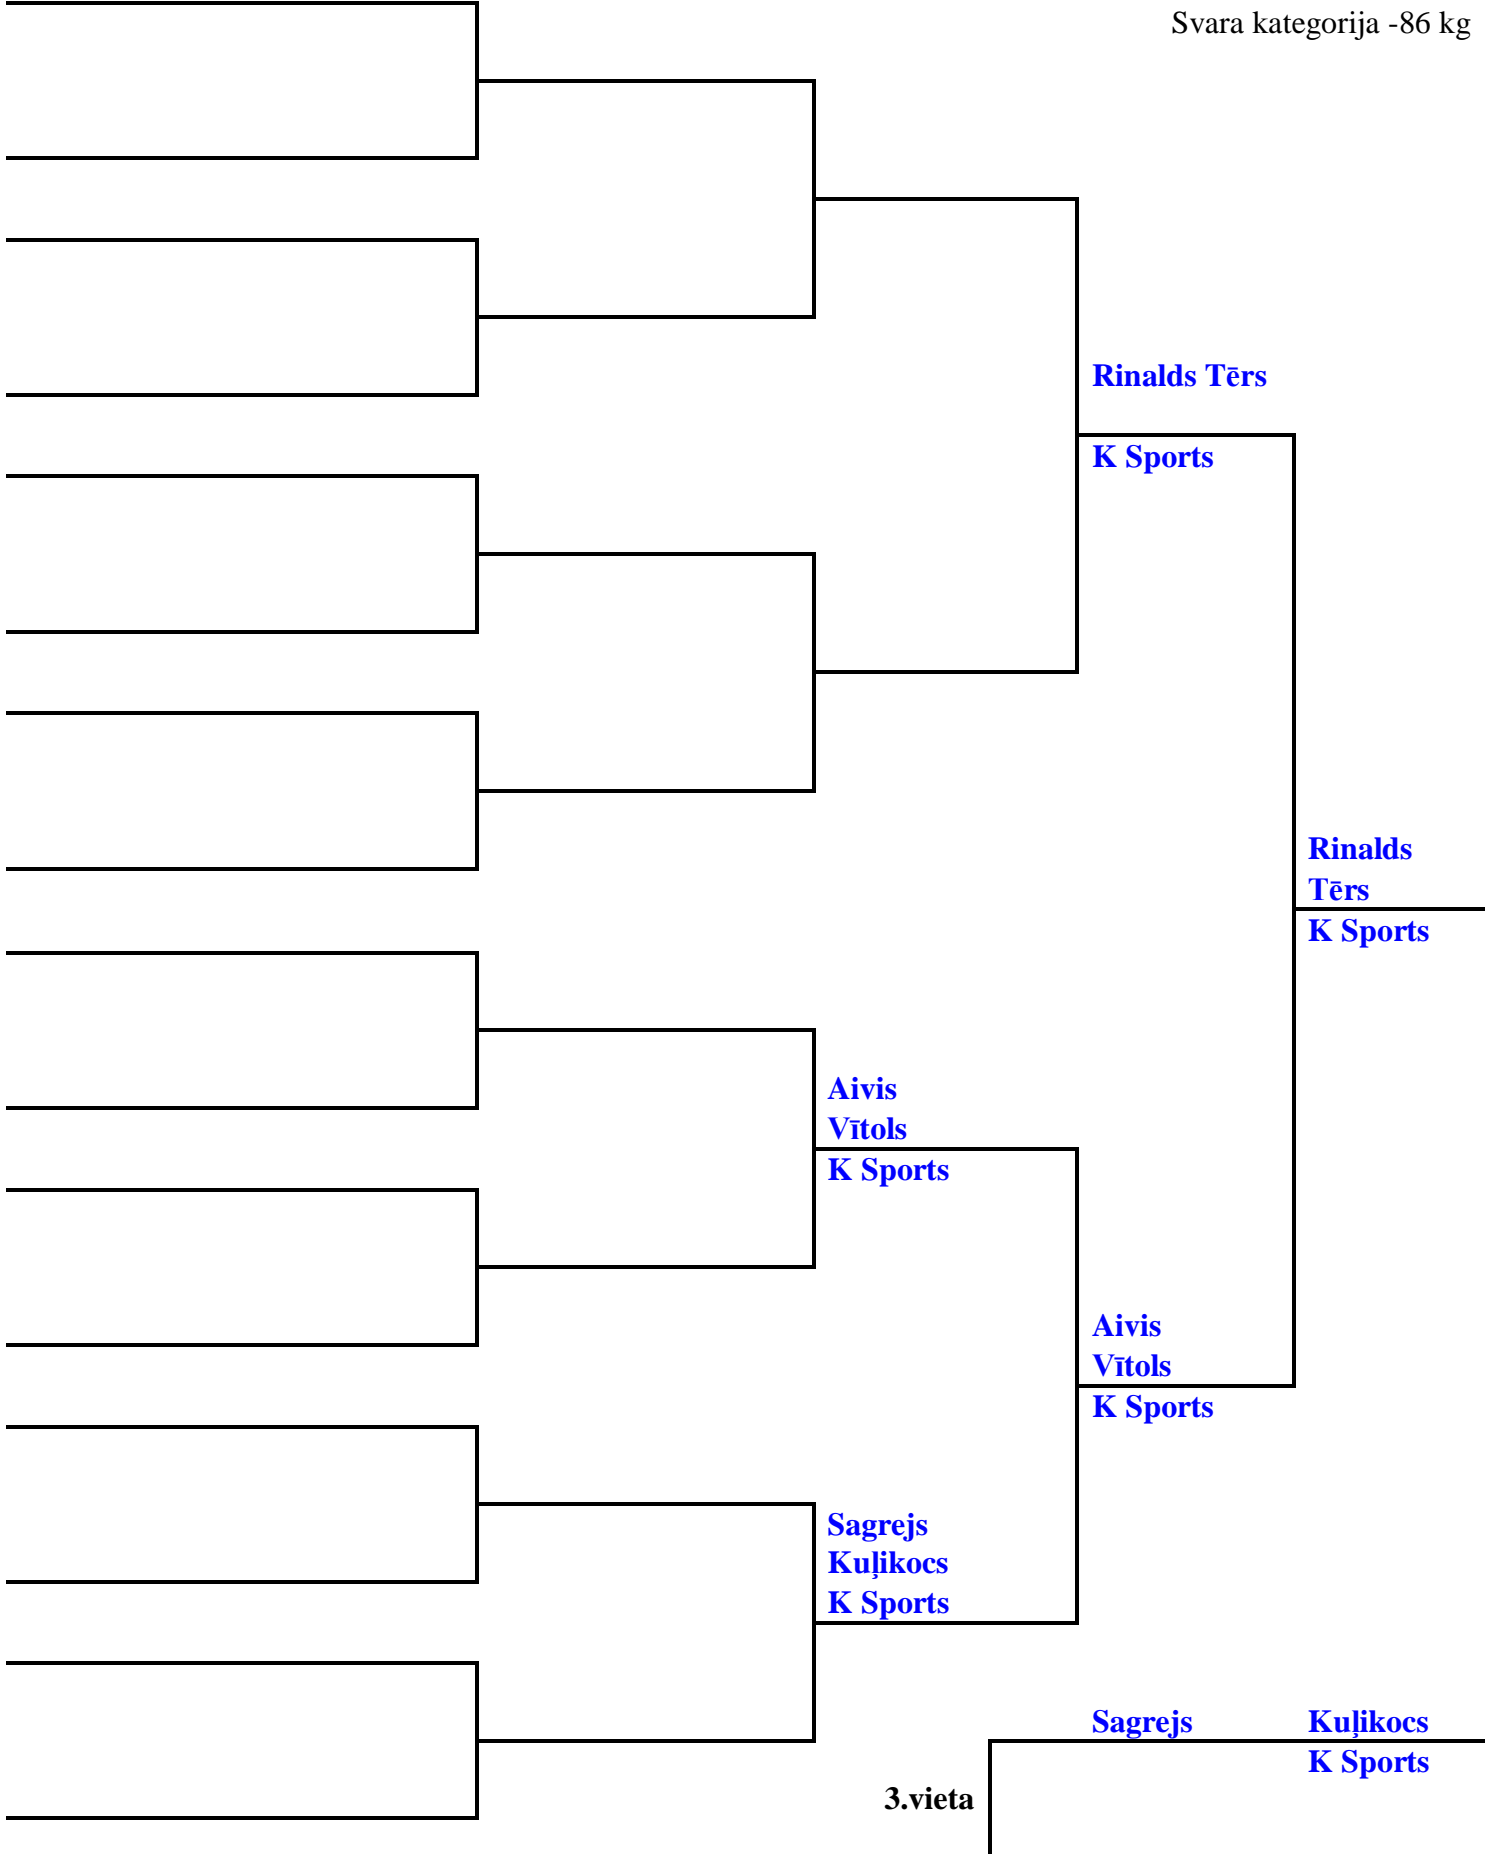 Svara kategorija -86 kg
Rinalds Tērs
K Sports
Rinalds
Tērs
K Sports
Aivis
Vītols
K Sports
Aivis
Vītols
K Sports
Sagrejs
Kuļikocs
K Sports
Sagrejs Kuļikocs
K Sports
3.vieta